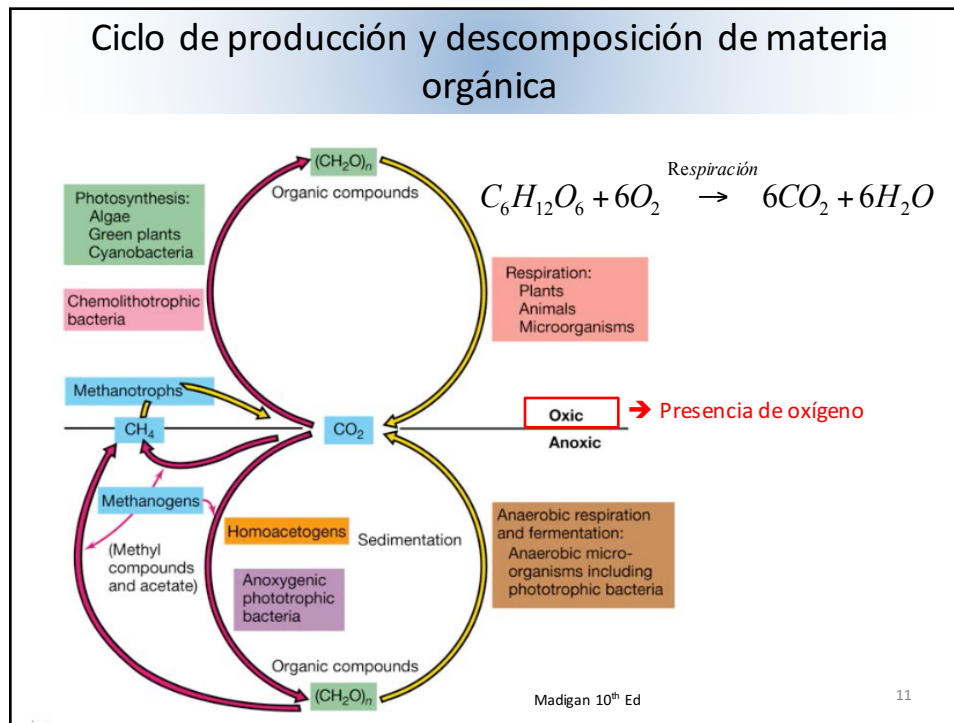 Ciclo de producción y descomposición de materia
orgánica
(CH₂O)ₙ
Organic compounds
Respiración
C₆H₁₂O₆ + 6O₂ → 6CO₂ + 6H₂O
Photosynthesis:
Algae
Green plants
Cyanobacteria
Chemolithotrophic
bacteria
Respiration:
Plants
Animals
Microorganisms
Methanotrophs
CH₄
CO₂
Oxic
➔ Presencia de oxígeno
Anoxic
Methanogens
(Methyl
compounds
and acetate)
Homoacetogens
Sedimentation
Anoxygenic
phototrophic
bacteria
Anaerobic respiration
and fermentation:
Anaerobic micro-
organisms including
phototrophic bacteria
Organic compounds
(CH₂O)ₙ
Madigan 10th Ed
11